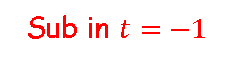 Sub in t = −1